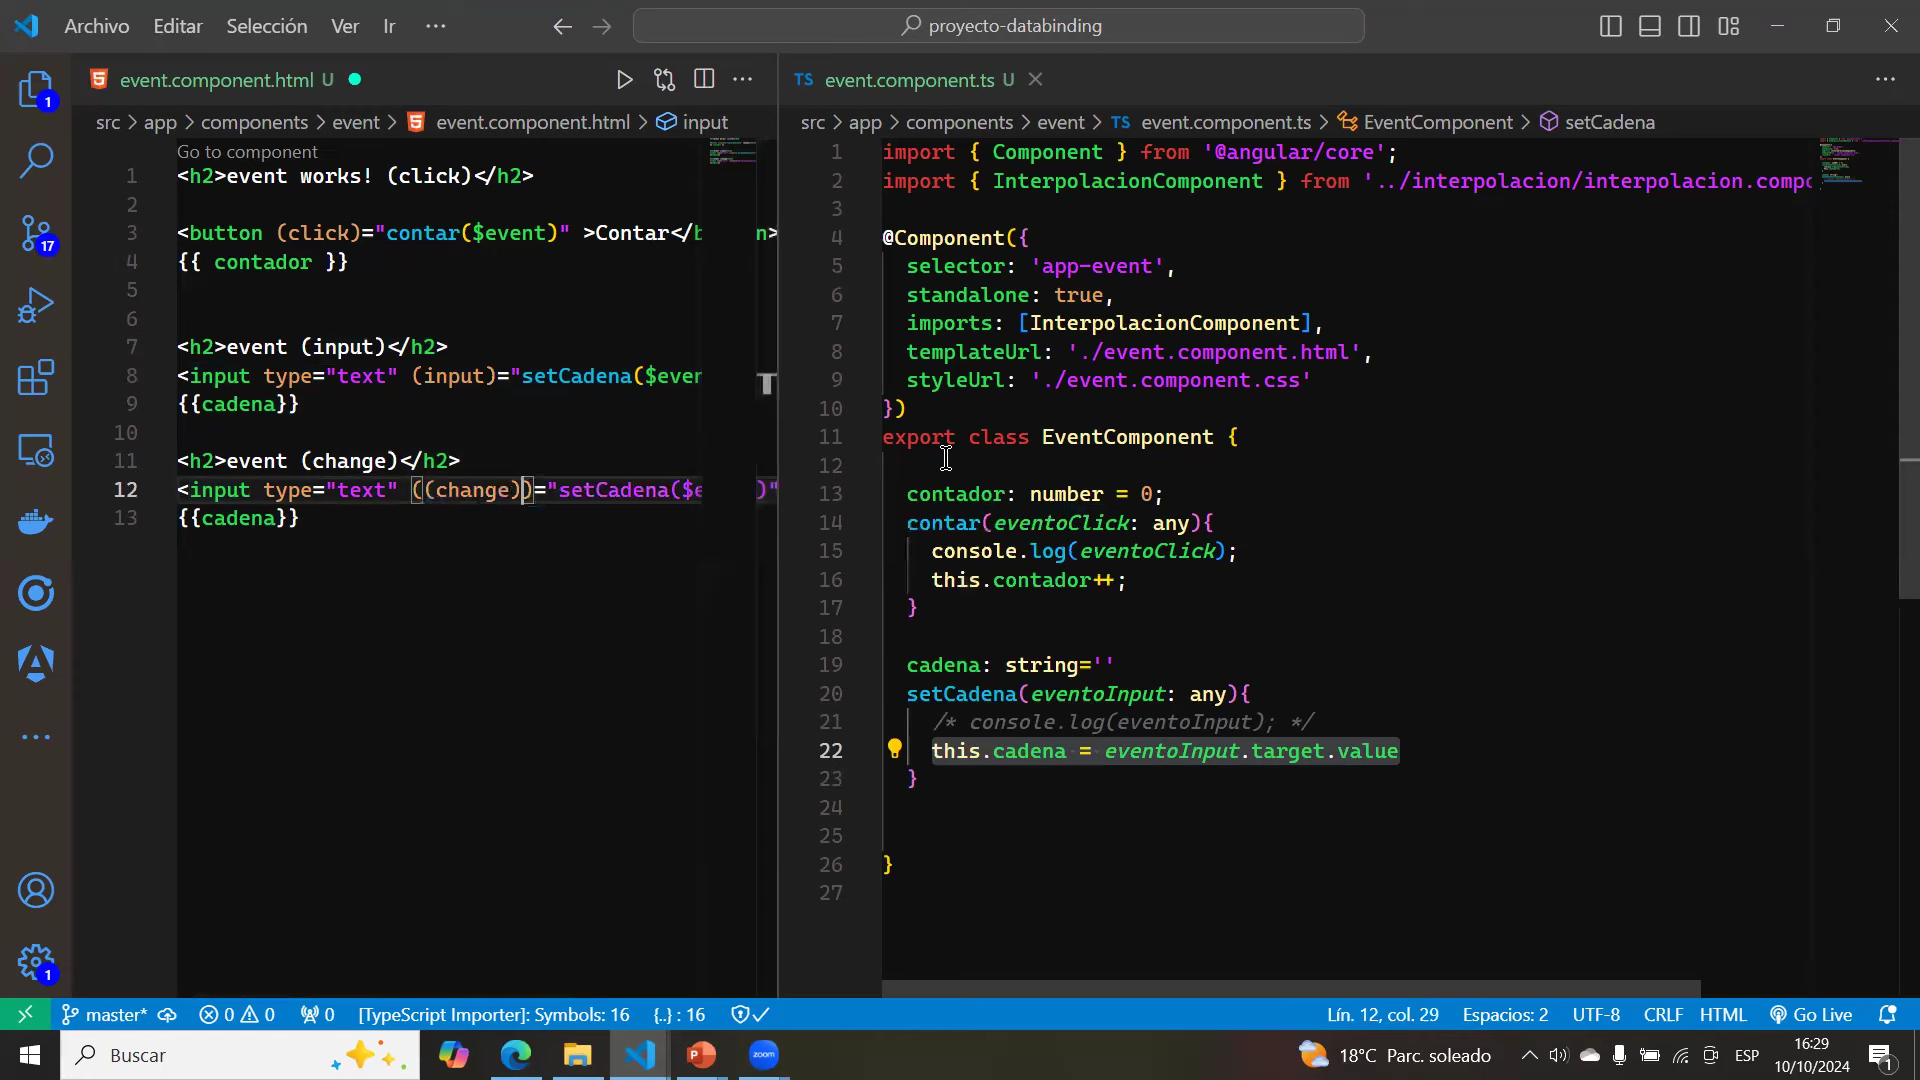 Archivo Editar Selección Ver Ir ··· proyecto-databinding
event.component.html U
TS event.component.ts U
src > app > components > event > event.component.html > input
src > app > components > event > TS event.component.ts > EventComponent > setCadena
Go to component
1 <h2>event works! (click)</h2>
2
3 <button (click)="contar($event)" >Contar</b n>
4 {{ contador }}
5
6
7 <h2>event (input)</h2>
8 <input type="text" (input)="setCadena($even
9 {{cadena}}
10
11 <h2>event (change)</h2>
12 <input type="text" ((change))="setCadena($e )"
13 {{cadena}}
1 import { Component } from '@angular/core';
2 import { InterpolacionComponent } from '../interpolacion/interpolacion.compo
3
4 @Component({
5 selector: 'app-event',
6 standalone: true,
7 imports: [InterpolacionComponent],
8 templateUrl: './event.component.html',
9 styleUrl: './event.component.css'
10 })
11 export class EventComponent {
12
13 contador: number = 0;
14 contar(eventoClick: any){
15 console.log(eventoClick);
16 this.contador++;
17 }
18
19 cadena: string=''
20 setCadena(eventoInput: any){
21 /* console.log(eventoInput); */
22 this.cadena = eventoInput.target.value
23 }
24
25
26 }
27
1
17
1
master* 0 0 0 [TypeScript Importer]: Symbols: 16 {..} : 16 Lín. 12, col. 29 Espacios: 2 UTF-8 CRLF HTML Go Live
Buscar zoom 18°C Parc. soleado ESP 16:29
10/10/2024 1